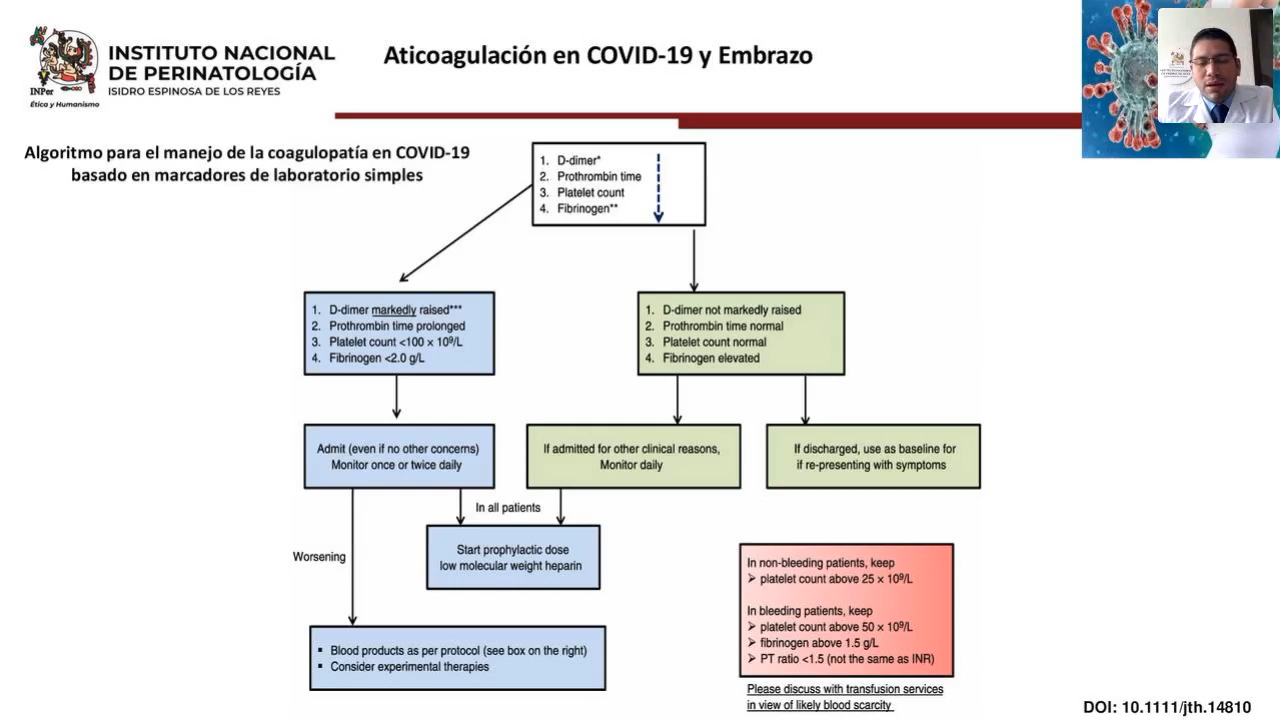 INSTITUTO NACIONAL
DE PERINATOLOGÍA
ISIDRO ESPINOSA DE LOS REYES
INPer
Ética y Humanismo
Aticoagulación en COVID-19 y Embrazo
Algoritmo para el manejo de la coagulopatía en COVID-19
basado en marcadores de laboratorio simples
1. D-dimer*
2. Prothrombin time
3. Platelet count
4. Fibrinogen**
1. D-dimer markedly raised***
2. Prothrombin time prolonged
3. Platelet count <100 x 10⁹/L
4. Fibrinogen <2.0 g/L
1. D-dimer not markedly raised
2. Prothrombin time normal
3. Platelet count normal
4. Fibrinogen elevated
Admit (even if no other concerns)
Monitor once or twice daily
If admitted for other clinical reasons,
Monitor daily
If discharged, use as baseline for
if re-presenting with symptoms
In all patients
Worsening
Start prophylactic dose
low molecular weight heparin
In non-bleeding patients, keep
➢ platelet count above 25 x 10⁹/L
In bleeding patients, keep
➢ platelet count above 50 x 10⁹/L
➢ fibrinogen above 1.5 g/L
➢ PT ratio <1.5 (not the same as INR)
▪ Blood products as per protocol (see box on the right)
▪ Consider experimental therapies
Please discuss with transfusion services
in view of likely blood scarcity
DOI: 10.1111/jth.14810